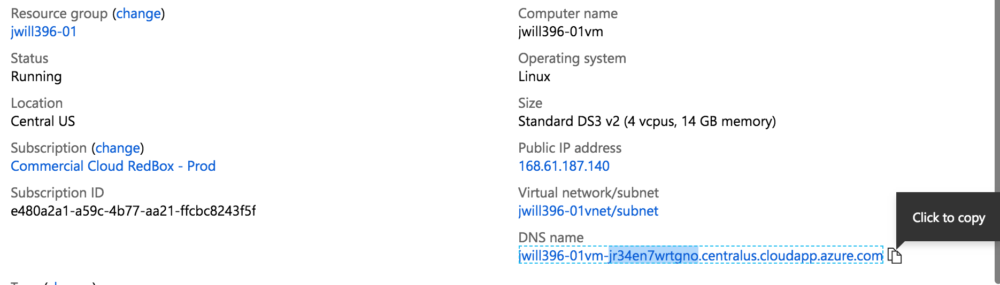 Resource group (change)
jwill396-01
Status
Running
Location
Central US
Subscription (change)
Commercial Cloud RedBox - Prod
Subscription ID
e480a2a1-a59c-4b77-aa21-ffcbc8243f5f
Computer name
jwill396-01vm
Operating system
Linux
Size
Standard DS3 v2 (4 vcpus, 14 GB memory)
Public IP address
168.61.187.140
Virtual network/subnet
jwill396-01vnet/subnet
DNS name
jwill396-01vm-jr34en7wrtgno.centralus.cloudapp.azure.com
Click to copy